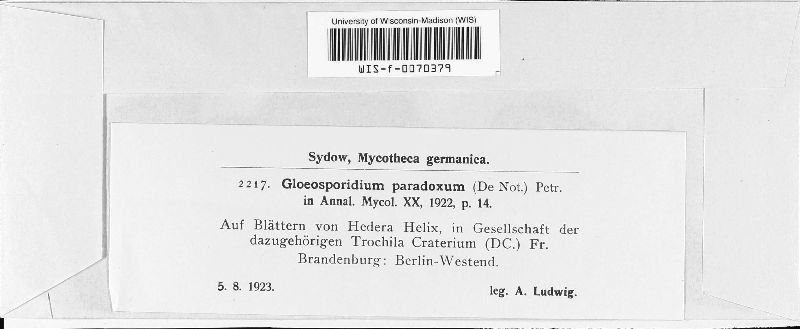 University of Wisconsin-Madison (WIS)
WIS-f-0070379
Sydow, Mycotheca germanica.
2217. Gloeosporidium paradoxum (De Not.) Petr.
in Annal. Mycol. XX, 1922, p. 14.
Auf Blättern von Hedera Helix, in Gesellschaft der
dazugehörigen Trochila Craterium (DC.) Fr.
Brandenburg: Berlin-Westend.
5. 8. 1923. leg. A. Ludwig.